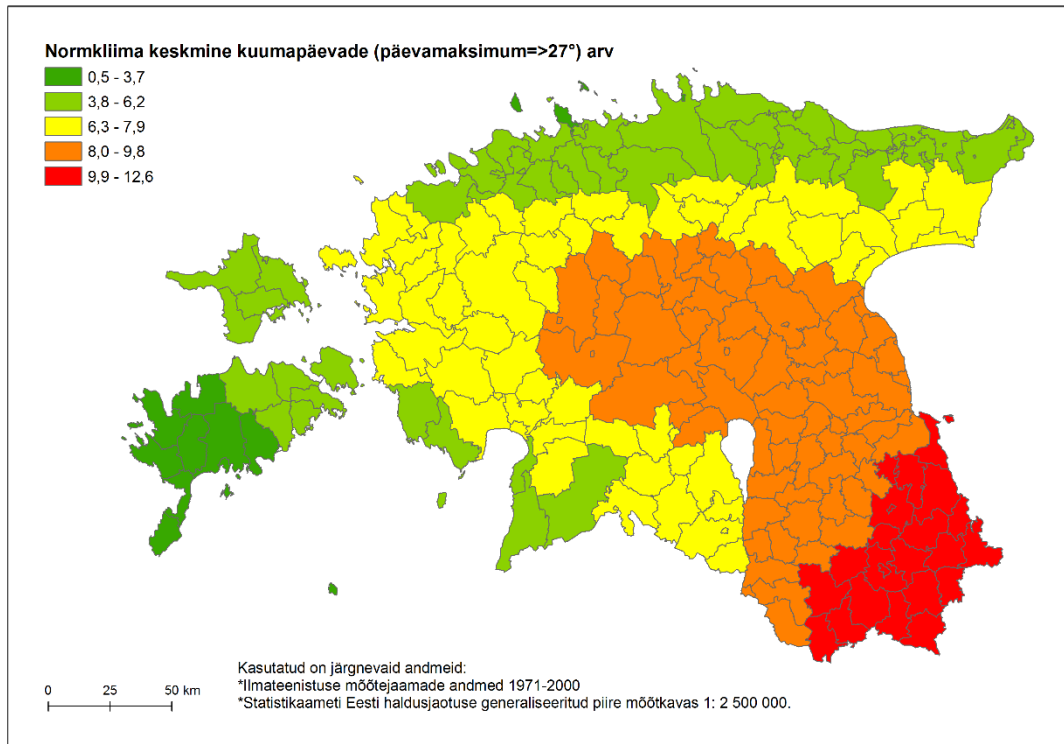 Normkliima keskmine kuumapäevade (päevamaksimum=>27°) arv
0,5 - 3,7
3,8 - 6,2
6,3 - 7,9
8,0 - 9,8
9,9 - 12,6
Kasutatud on järgnevaid andmeid:
*Ilmateenistuse mõõtejaamade andmed 1971-2000
*Statistikaameti Eesti haldusjaotuse generaliseeritud piire mõõtkavas 1: 2 500 000.
0 25 50 km